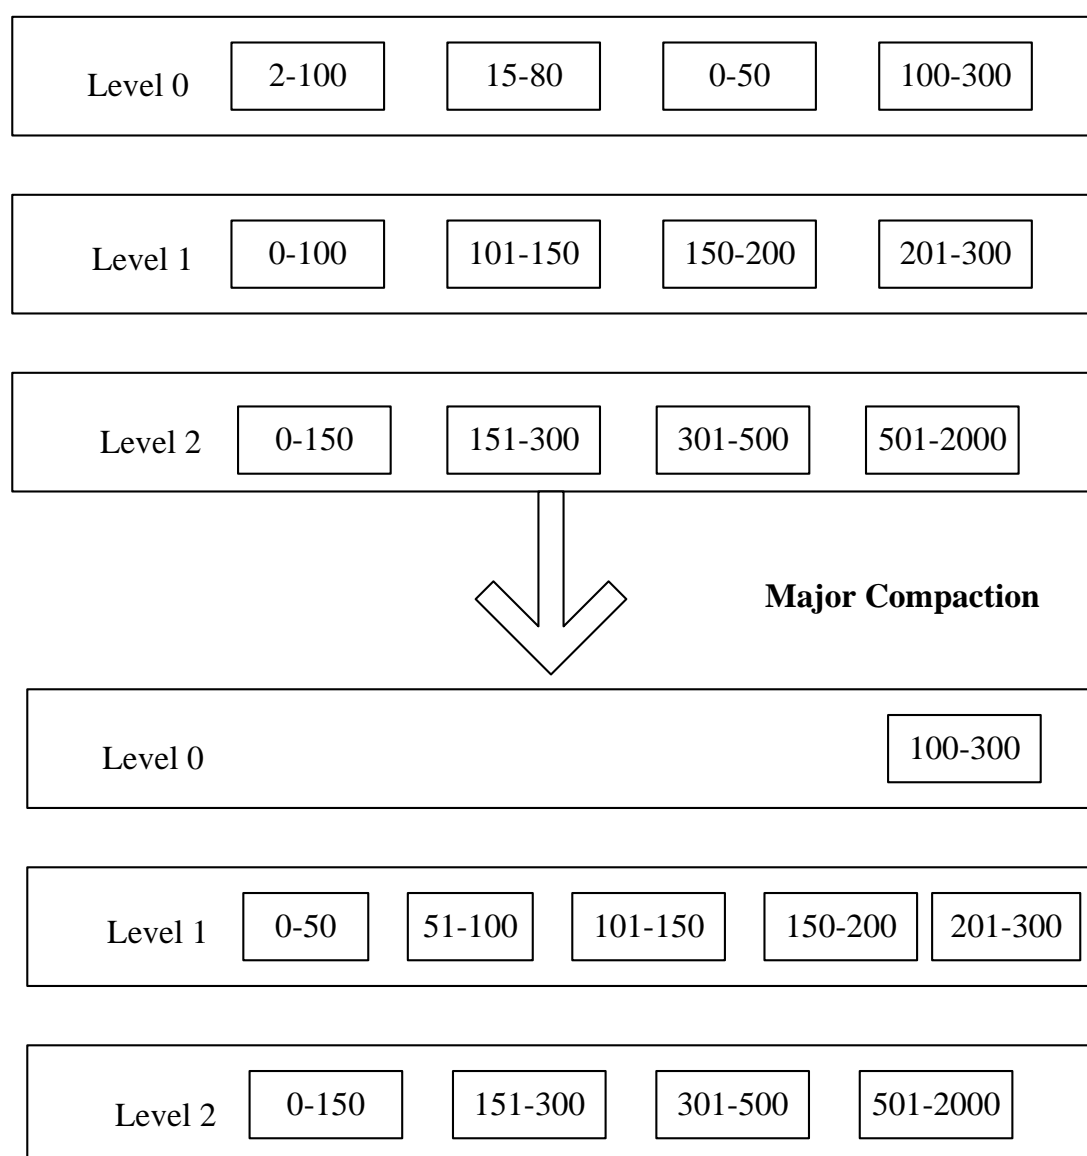 Level 0 2-100 15-80 0-50 100-300
Level 1 0-100 101-150 150-200 201-300
Level 2 0-150 151-300 301-500 501-2000
Major Compaction
Level 0 100-300
Level 1 0-50 51-100 101-150 150-200 201-300
Level 2 0-150 151-300 301-500 501-2000